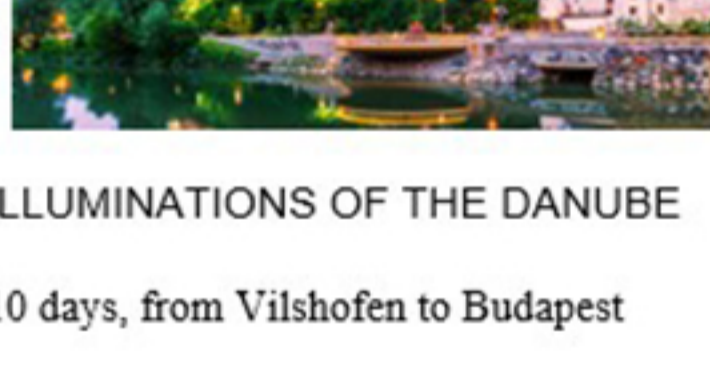 LLUMINATIONS OF THE DANUBE
0 days, from Vilshofen to Budapest